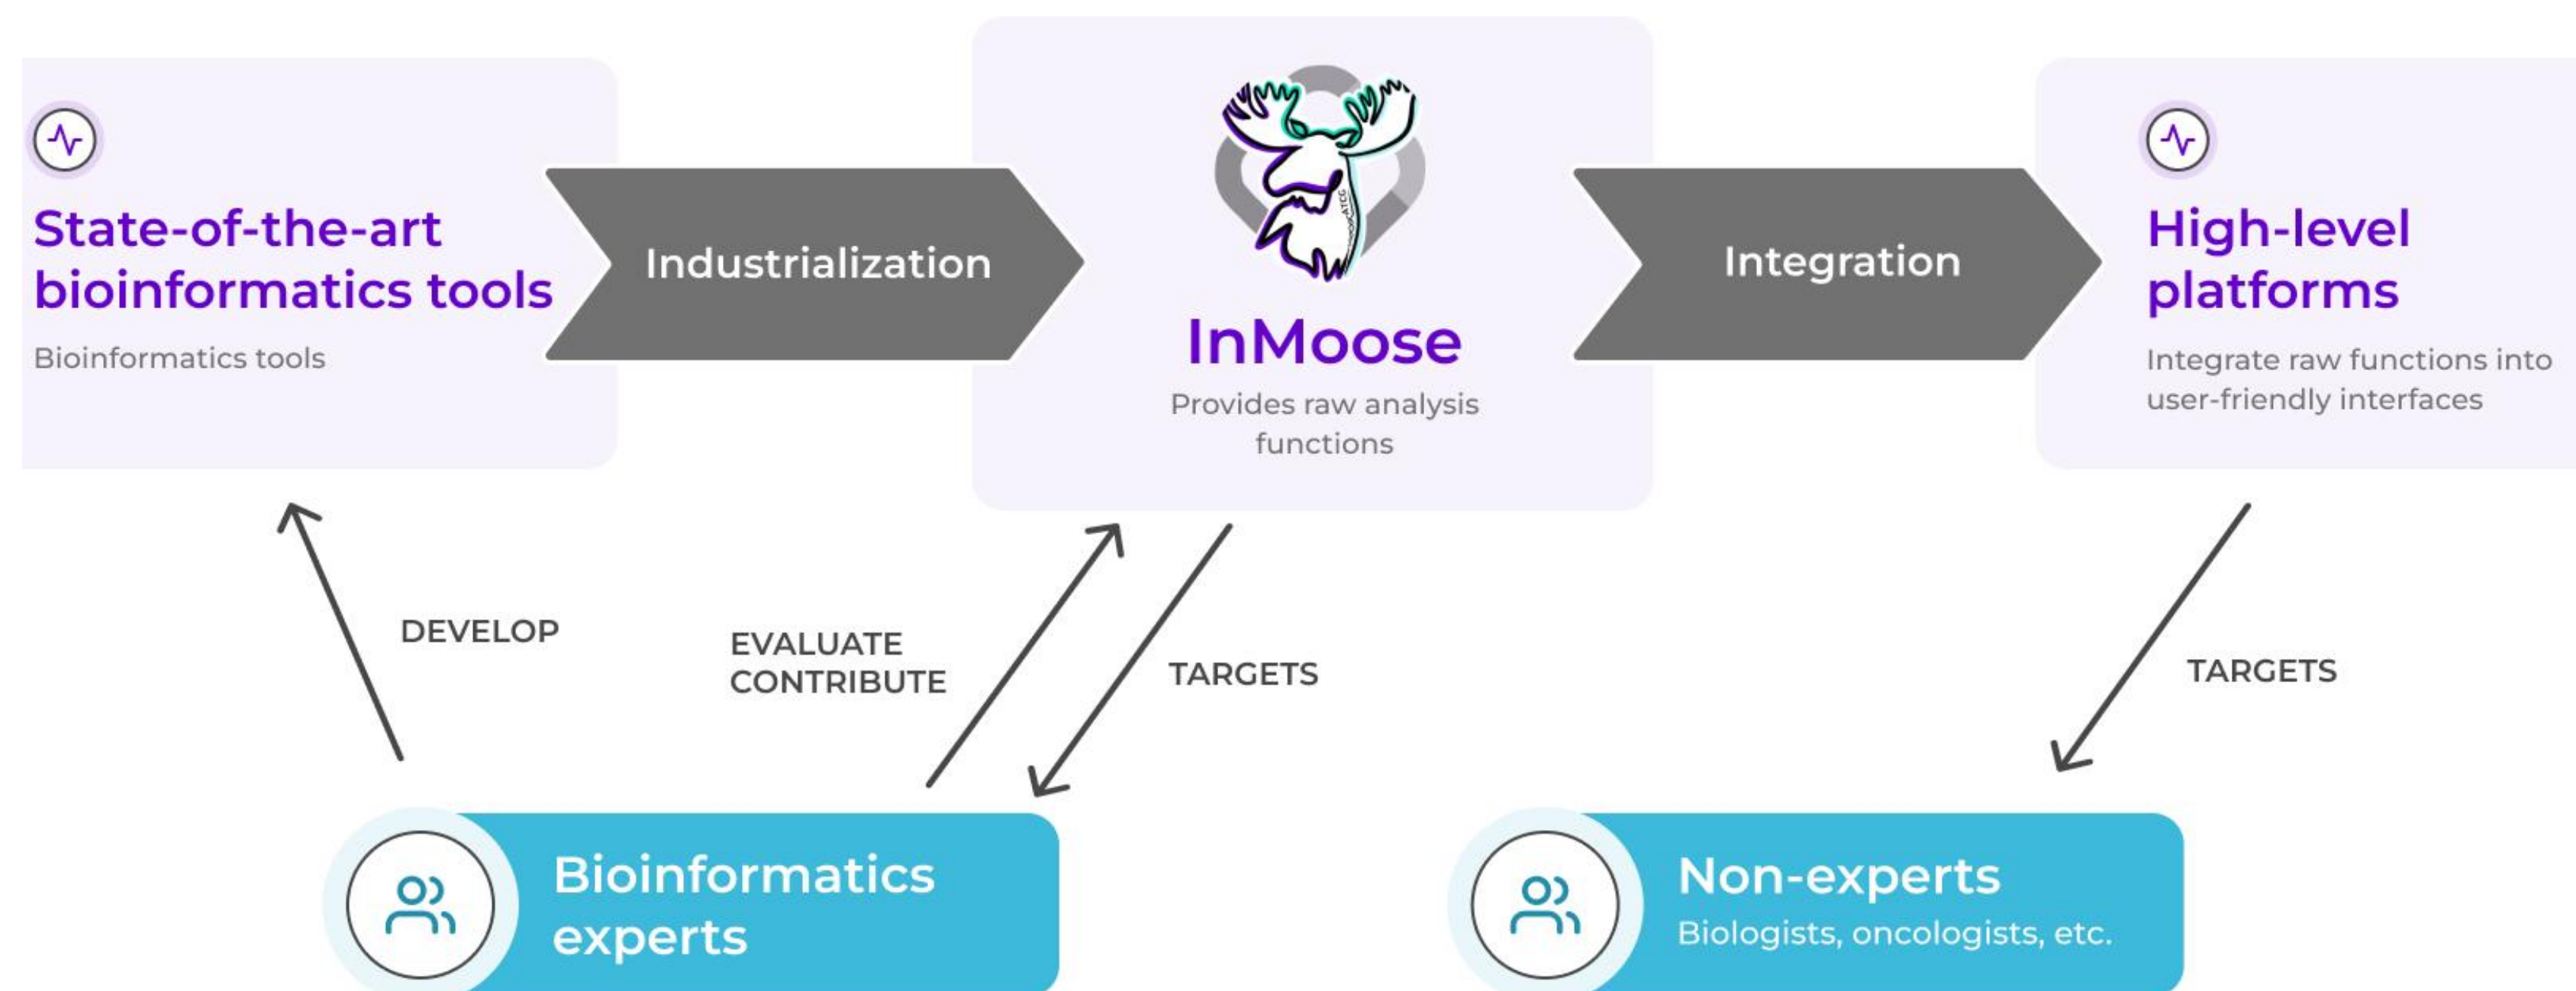 State-of-the-art
bioinformatics tools
Bioinformatics tools
Industrialization
ATCG
InMoose
Provides raw analysis
functions
Integration
High-level
platforms
Integrate raw functions into
user-friendly interfaces
DEVELOP
EVALUATE
CONTRIBUTE
TARGETS
TARGETS
Bioinformatics
experts
Non-experts
Biologists, oncologists, etc.